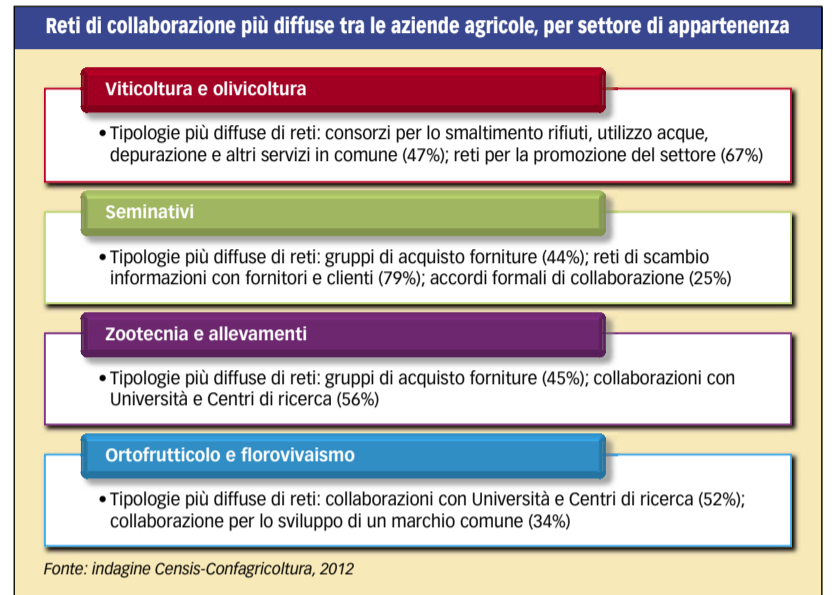 Reti di collaborazione più diffuse tra le aziende agricole, per settore di appartenenza
Viticoltura e olivicoltura
• Tipologie più diffuse di reti: consorzi per lo smaltimento rifiuti, utilizzo acque,
depurazione e altri servizi in comune (47%); reti per la promozione del settore (67%)
Seminativi
• Tipologie più diffuse di reti: gruppi di acquisto forniture (44%); reti di scambio
informazioni con fornitori e clienti (79%); accordi formali di collaborazione (25%)
Zootecnia e allevamenti
• Tipologie più diffuse di reti: gruppi di acquisto forniture (45%); collaborazioni con
Università e Centri di ricerca (56%)
Ortofrutticolo e florovivaismo
• Tipologie più diffuse di reti: collaborazioni con Università e Centri di ricerca (52%);
collaborazione per lo sviluppo di un marchio comune (34%)
Fonte: indagine Censis-Confagricoltura, 2012